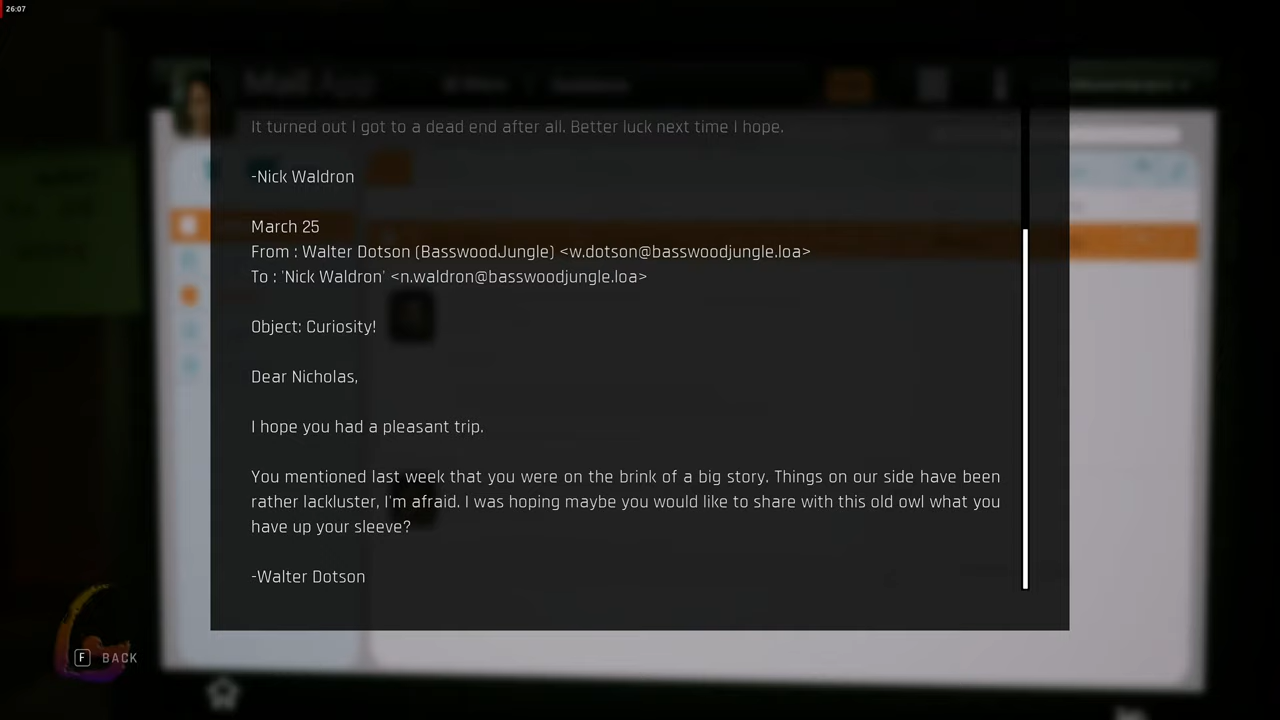 26:07
Mail App
It turned out I got to a dead end after all. Better luck next time I hope.
-Nick Waldron
March 25
From : Walter Dotson (BasswoodJungle) <w.dotson@basswoodjungle.loa>
To : 'Nick Waldron' <n.waldron@basswoodjungle.loa>
Object: Curiosity!
Dear Nicholas,
I hope you had a pleasant trip.
You mentioned last week that you were on the brink of a big story. Things on our side have been
rather lackluster, I'm afraid. I was hoping maybe you would like to share with this old owl what you
have up your sleeve?
-Walter Dotson
F BACK